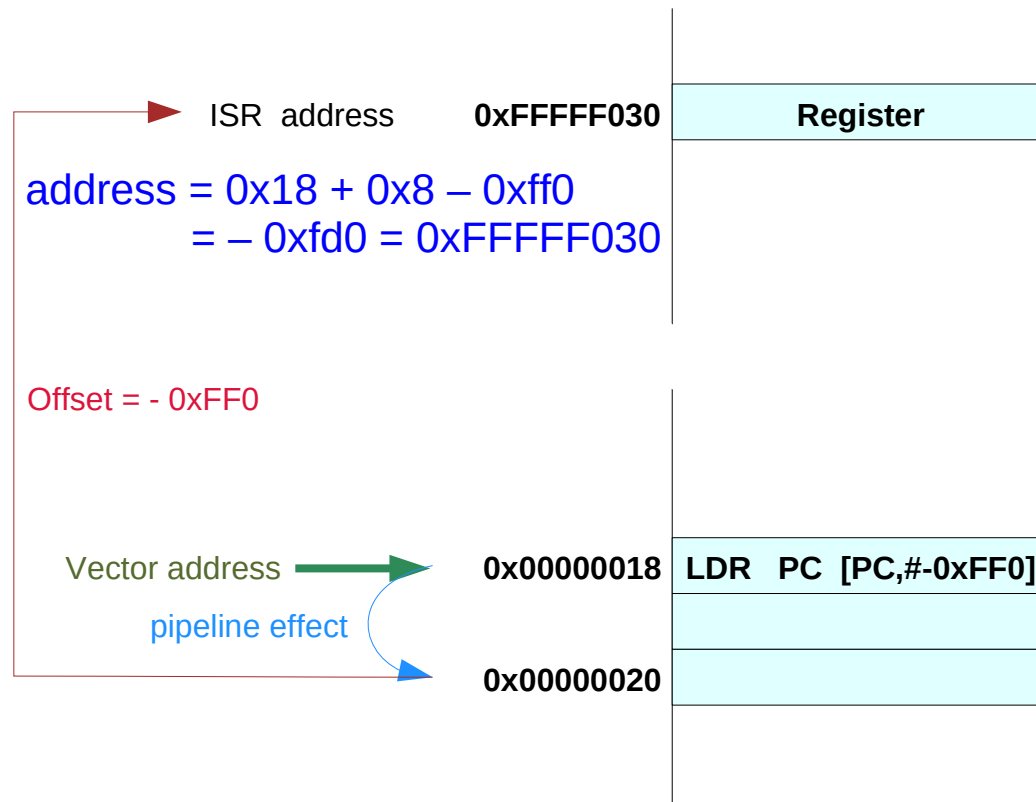 ISR address 0xFFFFF030 Register
address = 0x18 + 0x8 – 0xff0
= – 0xfd0 = 0xFFFFF030
Offset = - 0xFF0
Vector address 0x00000018 LDR PC [PC,#-0xFF0]
pipeline effect
0x00000020